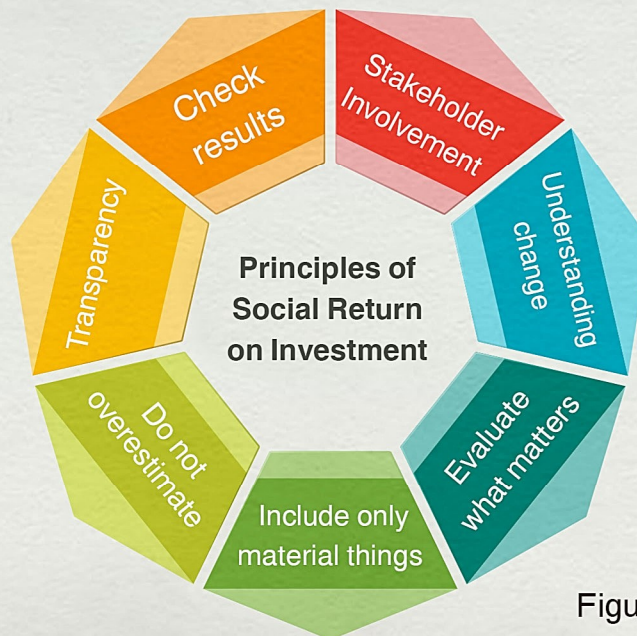 Principles of
Social Return
on Investment
Stakeholder
Involvement
Understanding
change
Evaluate
what matters
Include only
material things
Do not
overestimate
Transparency
Check
results